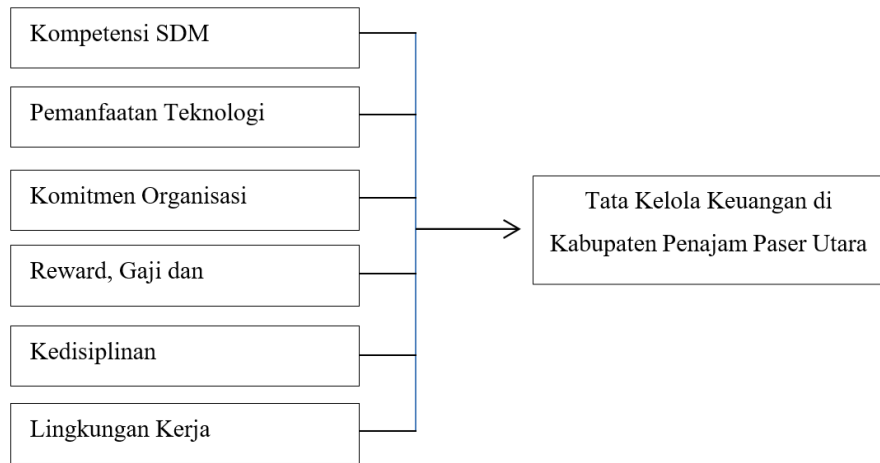 Kompetensi SDM
Pemanfaatan Teknologi
Komitmen Organisasi
Reward, Gaji dan
Kedisiplinan
Lingkungan Kerja
Tata Kelola Keuangan di
Kabupaten Penajam Paser Utara